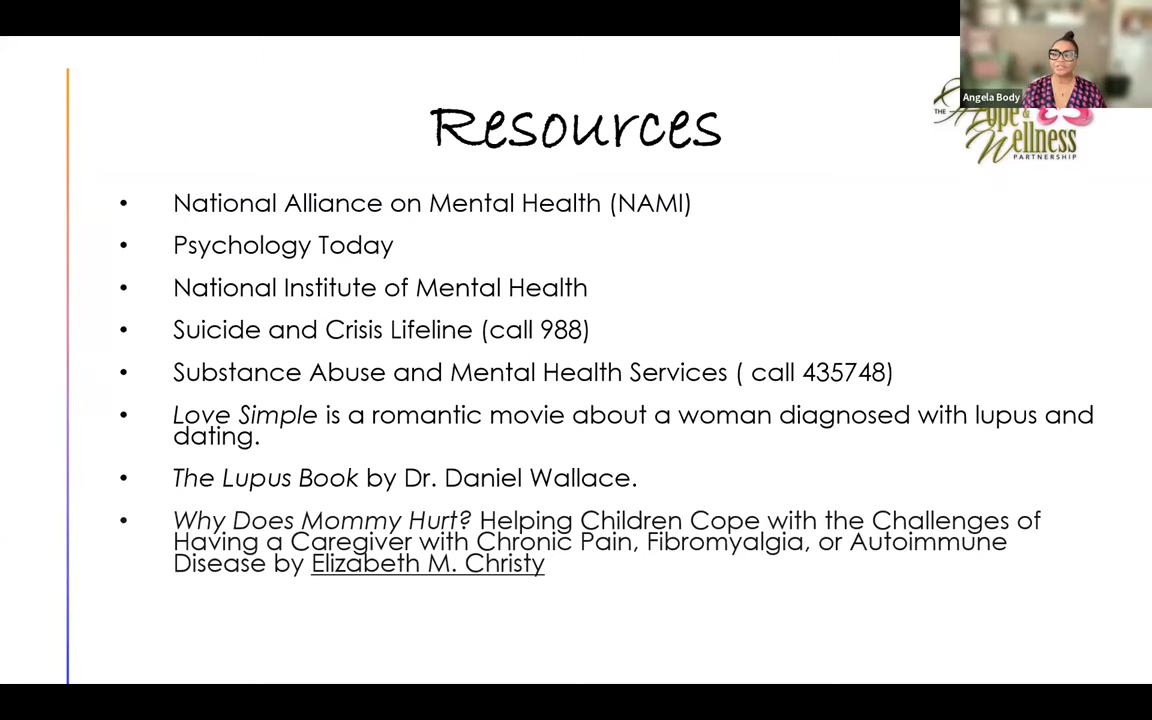 Angela Body
THE Hope &
Wellness
PARTNERSHIP
Resources
• National Alliance on Mental Health (NAMI)
• Psychology Today
• National Institute of Mental Health
• Suicide and Crisis Lifeline (call 988)
• Substance Abuse and Mental Health Services ( call 435748)
• Love Simple is a romantic movie about a woman diagnosed with lupus and
dating.
• The Lupus Book by Dr. Daniel Wallace.
• Why Does Mommy Hurt? Helping Children Cope with the Challenges of
Having a Caregiver with Chronic Pain, Fibromyalgia, or Autoimmune
Disease by Elizabeth M. Christy